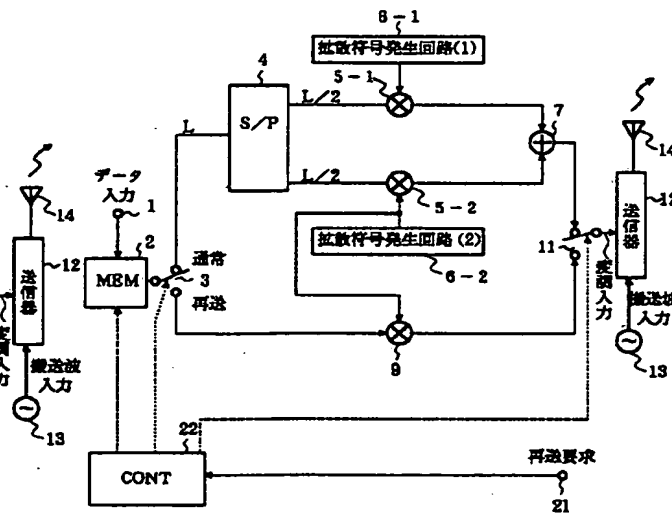 6-1
拡散符号発生回路(1)
4
5-1
L/2
7
S/P
L
14
データ
入力
1
L/2
5-2
12
送信器
14
2
通常
拡散符号発生回路(2)
11
12
送信器
MEM
3
6-2
変調入力
再送
搬送波
入力
変調入力
搬送波
入力
9
13
13
22
CONT
再送要求
21